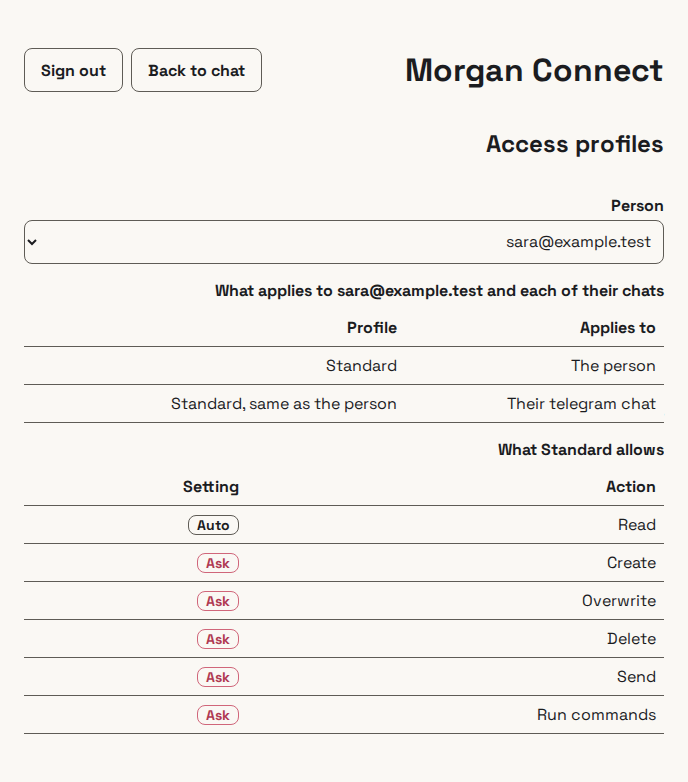 Morgan Connect
Back to chat
Sign out
Access profiles
Person
sara@example.test
What applies to sara@example.test and each of their chats
Applies to Profile
The person Standard
Their telegram chat Standard, same as the person
What Standard allows
Action Setting
Read Auto
Create Ask
Overwrite Ask
Delete Ask
Send Ask
Run commands Ask